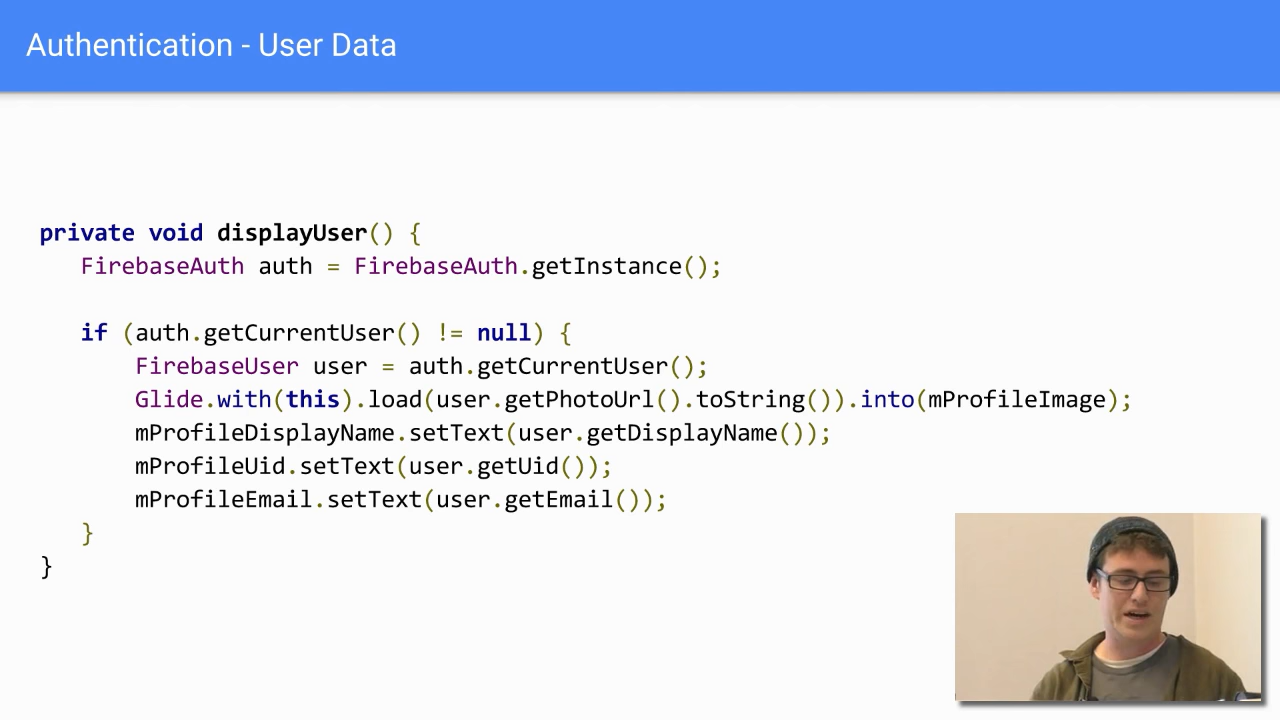 Authentication - User Data
private void displayUser() {
FirebaseAuth auth = FirebaseAuth.getInstance();
if (auth.getCurrentUser() != null) {
FirebaseUser user = auth.getCurrentUser();
Glide.with(this).load(user.getPhotoUrl().toString()).into(mProfileImage);
mProfileDisplayName.setText(user.getDisplayName());
mProfileUid.setText(user.getUid());
mProfileEmail.setText(user.getEmail());
}
}